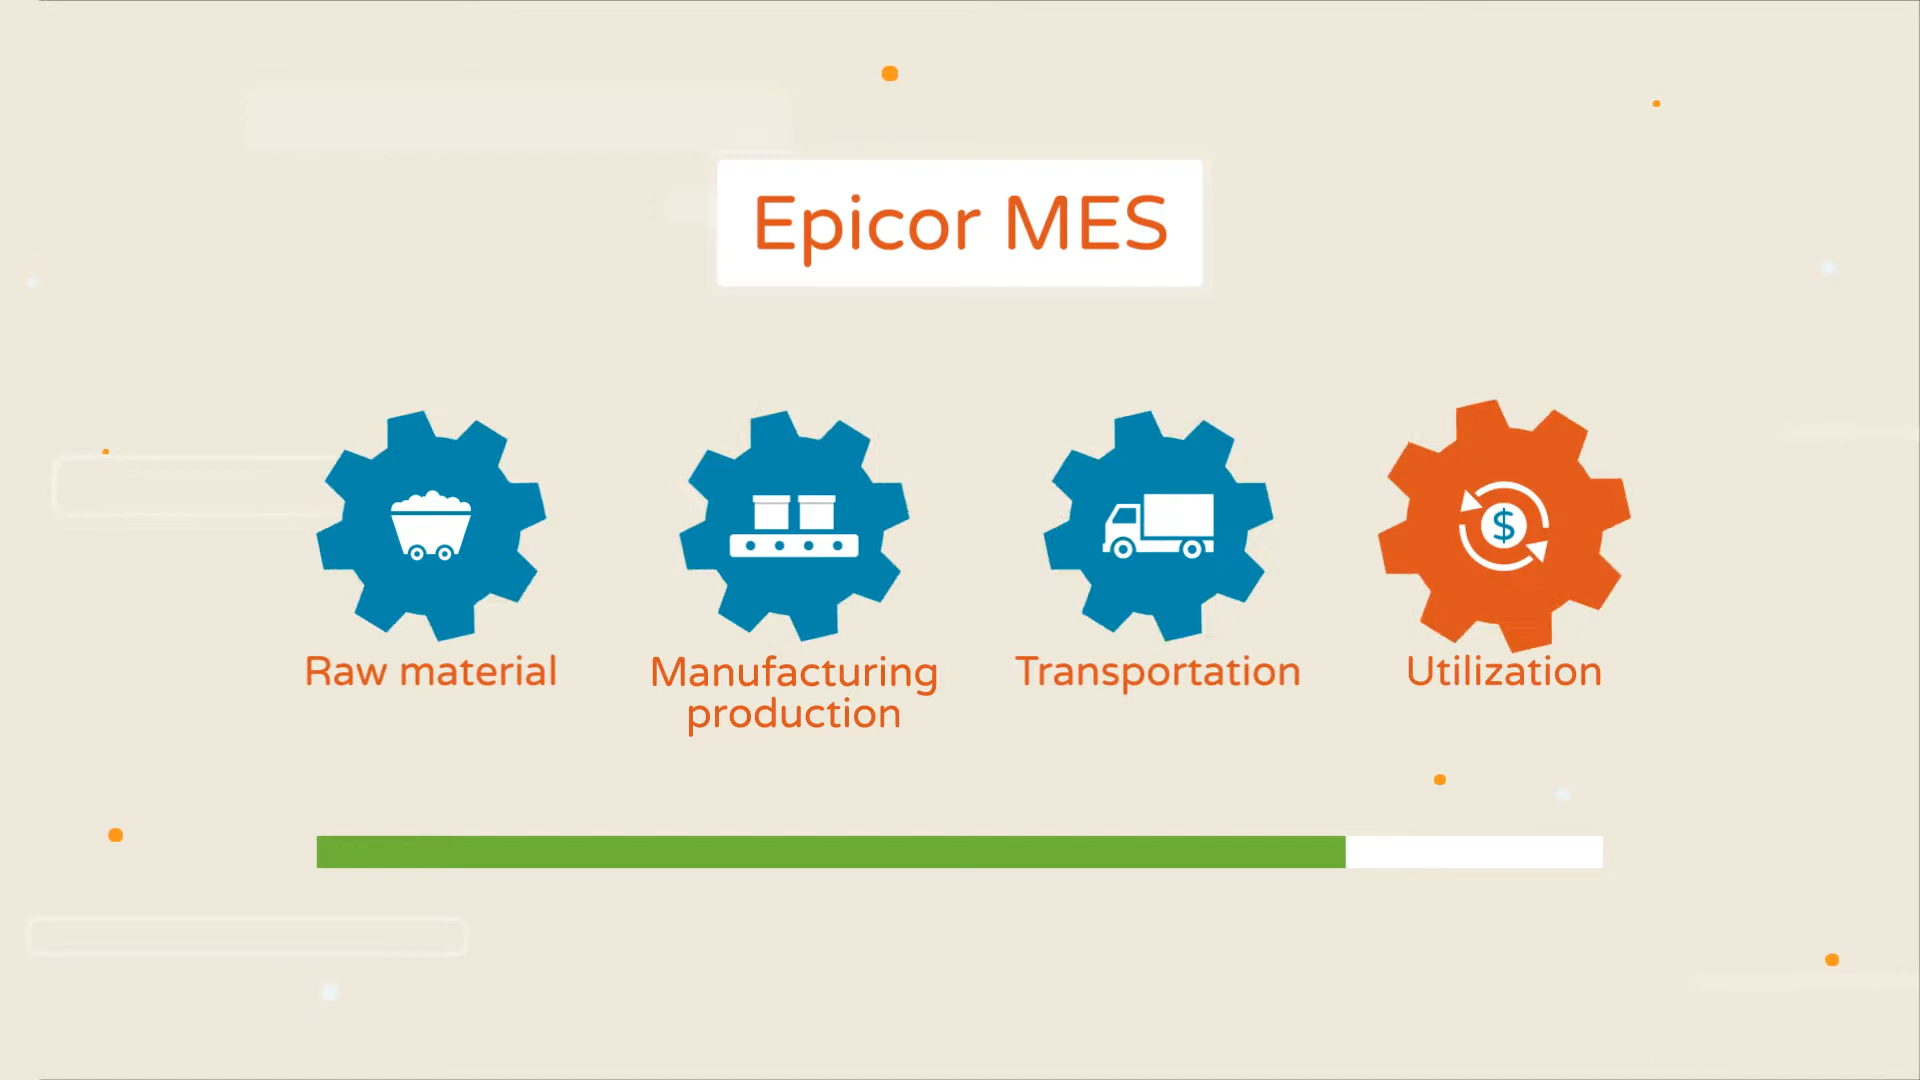 Epicor MES
Raw material
Manufacturing
production
Transportation
$
Utilization